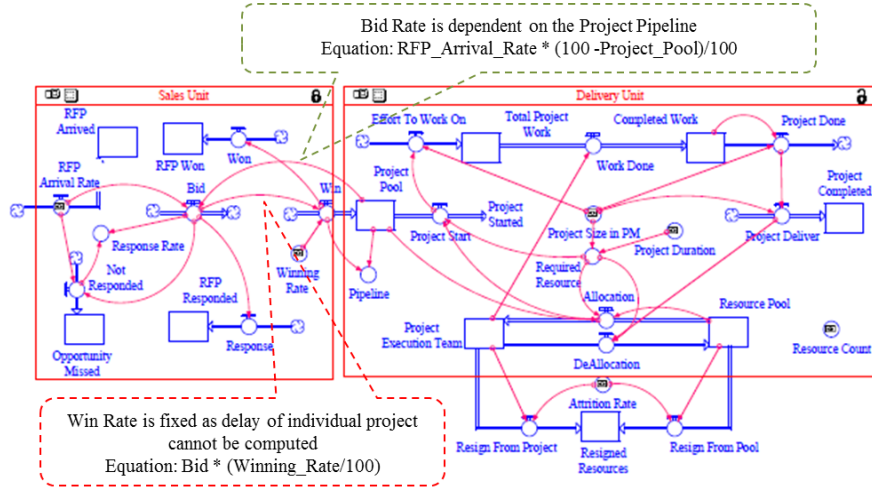 Bid Rate is dependent on the Project Pipeline
Equation: RFP_Arrival_Rate * (100 -Project_Pool)/100
Sales Unit
Delivery Unit
RFP
Arrived
RFP Won
Won
RFP
Arrival Rate
Bid
Win
Response Rate
Not
Responded
RFP
Responded
Winning
Rate
Pipeline
Opportunity
Missed
Response
Effort To Work On
Total Project
Work
Completed Work
Project Done
Work Done
Project
Pool
Project
Completed
Project Start
Project
Started
Project Size in PM
Project Duration
Project Deliver
Required
Resource
Allocation
Resource Pool
Project
Execution Team
DeAllocation
Resource Count
Attrition Rate
Resign From Project
Resigned
Resources
Resign From Pool
Win Rate is fixed as delay of individual project
cannot be computed
Equation: Bid * (Winning_Rate/100)